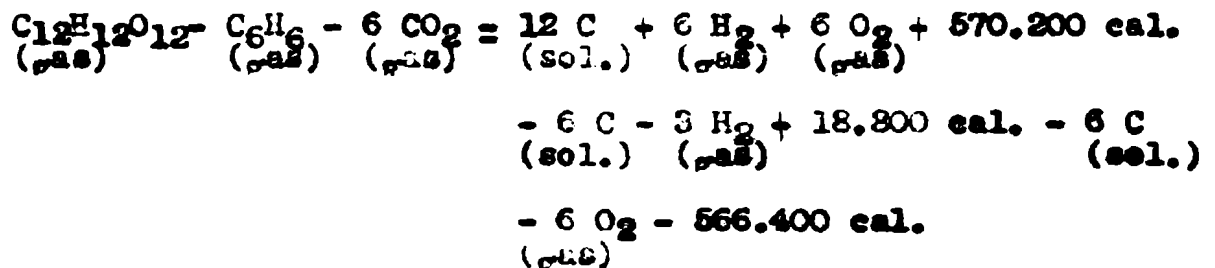 C12H12O12- C6H6 - 6 CO2 = 12 C + 6 H2 + 6 O2 + 570.200 cal.
(gas) (gas) (gas) (sol.) (gas) (gas)
- 6 C - 3 H2 + 18.800 cal. - 6 C
(sol.) (gas) (sol.)
- 6 O2 - 566.400 cal.
(gas)